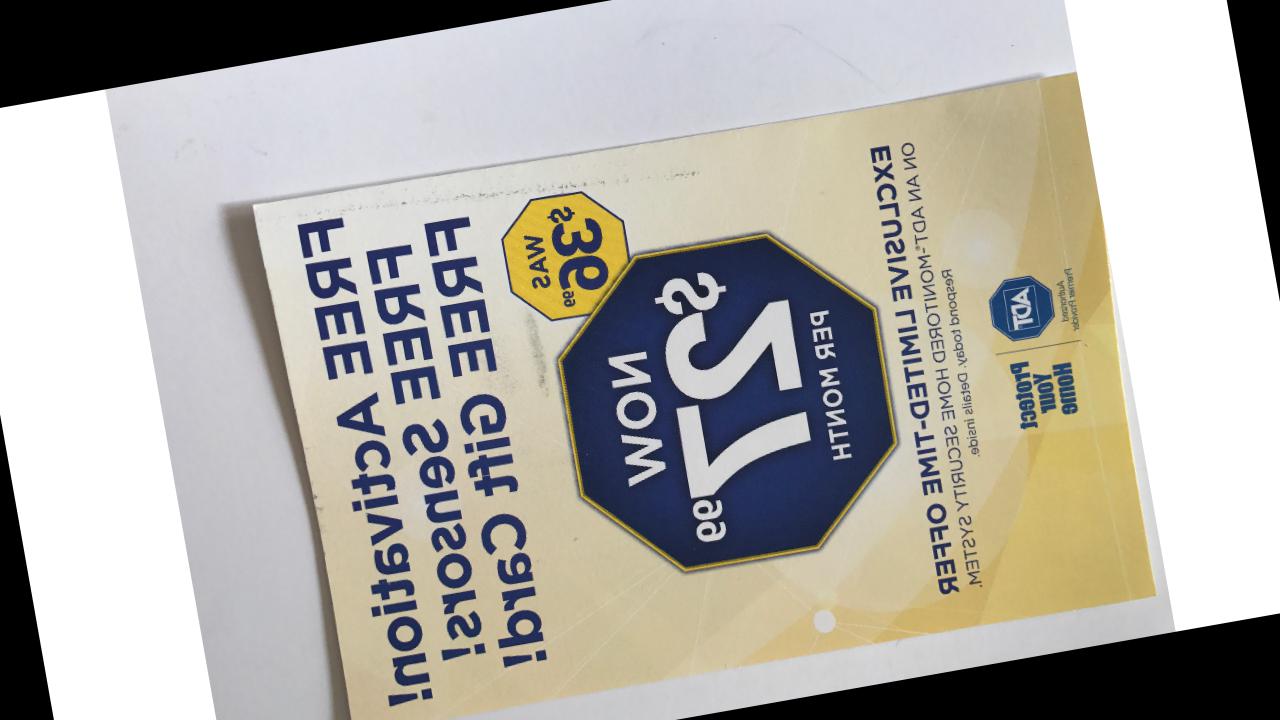 FREE Activation!
FREE Sensors!
FREE Gift Card!
WAS
$36 99
NOW
$27 99
PER MONTH
EXCLUSIVE LIMITED-TIME OFFER
ON AN ADT® MONITORED HOME SECURITY SYSTEM.
Respond today. Details inside.
Protect
Your
Home
ADT
Authorized
Premier Provider